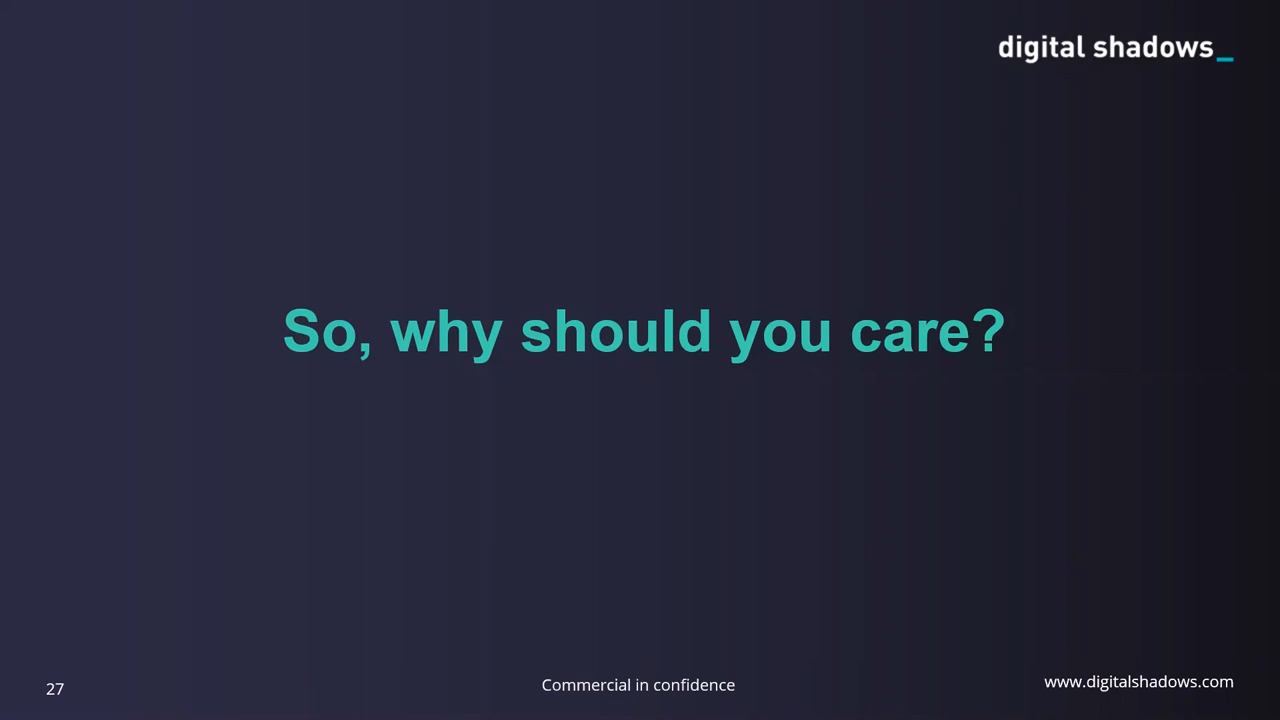 digital shadows_
So, why should you care?
27
Commercial in confidence
www.digitalshadows.com